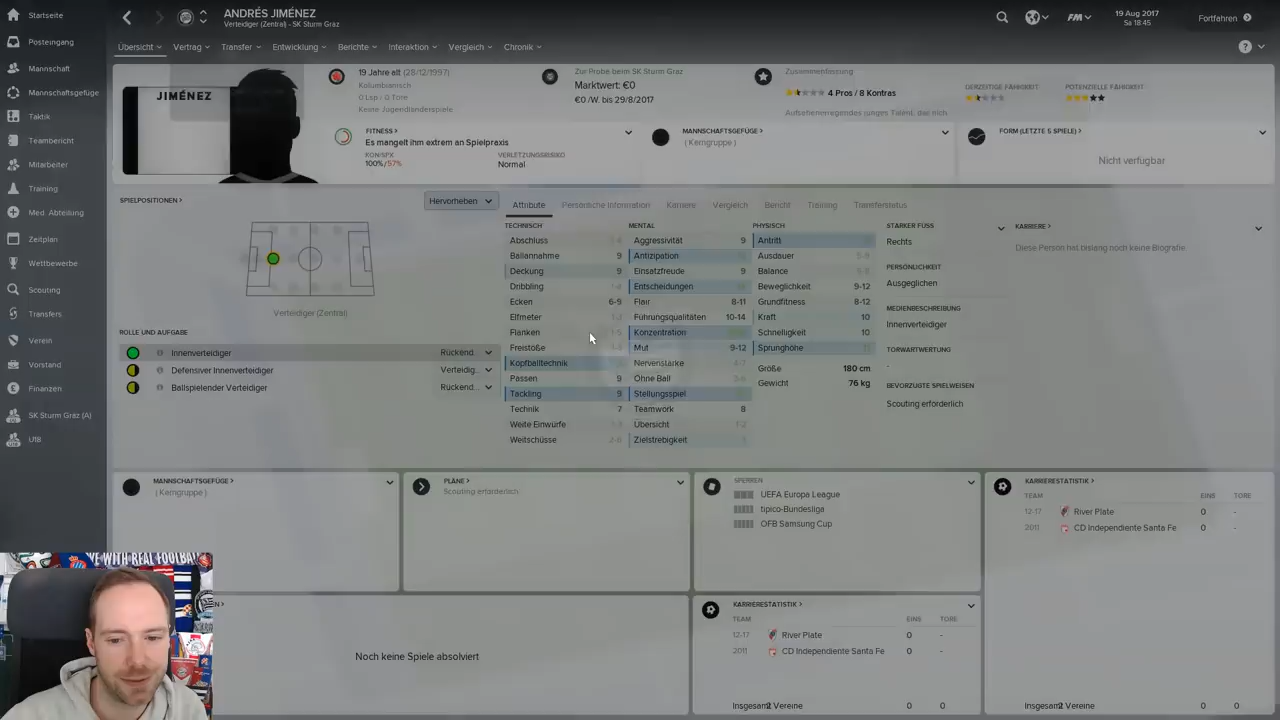 Startseite
Posteingang
Mannschaft
Mannschaftsgefüge
Taktik
Teambericht
Mitarbeiter
Training
Med. Abteilung
Zeitplan
Wettbewerbe
Scouting
Transfers
Verein
Vorstand
Finanzen
SK Sturm Graz (A)
U18
ANDRÉS JIMÉNEZ
Verteidiger (Zentral) - SK Sturm Graz
FM
19 Aug 2017
Sa 18:45
Fortfahren
Übersicht
Vertrag
Transfer
Entwicklung
Berichte
Interaktion
Vergleich
Chronik
?
JIMÉNEZ
19 Jahre alt (28/12/1997)
Kolumbianisch
0 Lsp - 0 Tore
Keine Jugendländerspiele
Zur Probe beim SK Sturm Graz
Marktwert: €0
€0 /W. bis 29/8/2017
Zusammenfassung
4 Pros / 8 Kontras
DERZEITIGE FÄHIGKEIT
POTENZIELLE FÄHIGKEIT
FITNESS >
Es mangelt ihm extrem an Spielpraxis
KON/SPX
100%/57%
VERLETZUNGSRISIKO
Normal
MANNSCHAFTSGEFÜGE >
( Kerngruppe )
FORM (LETZTE 5 SPIELE) >
Nicht verfügbar
SPIELPOSITIONEN >
Hervorheben
Verteidiger (Zentral)
ROLLE UND AUFGABE
Innenverteidiger Rückend.
Defensiver Innenverteidiger Verteidig..
Ballspielender Verteidiger Rückend...
Attribute
Persönliche Information
Karriere
Vergleich
Bericht
Training
Transferstatus
TECHNISCH
Abschluss
Ballannahme 9
Deckung 9
Dribbling
Ecken 6-9
Elfmeter
Flanken
Freistöße
Kopfballtechnik
Passen 9
Tackling 9
Technik 7
Weite Einwürfe
Weitschüsse
MENTAL
Aggressivität 9
Antizipation
Einsatzfreude 9
Entscheidungen
Flair 8-11
Führungsqualitäten 10-14
Konzentration
Mut 9-12
Nervenstärke
Ohne Ball
Stellungsspiel
Teamwork 8
Übersicht
Zielstrebigkeit
PHYSISCH
Antritt
Ausdauer
Balance
Beweglichkeit 9-12
Grundfitness 8-12
Kraft 10
Schnelligkeit 10
Sprunghöhe
Größe 180 cm
Gewicht 76 kg
STARKER FUSS
Rechts
PERSÖNLICHKEIT
Ausgeglichen
MEDIENBESCHREIBUNG
Innenverteidiger
TORWARTWERTUNG
-
BEVORZUGTE SPIELWEISEN
Scouting erforderlich
KARRIERE >
Diese Person hat bislang noch keine Biografie.
MANNSCHAFTSGEFÜGE >
( Kerngruppe )
PLÄNE >
Scouting erforderlich
SPERREN
UEFA Europa League
tipico-Bundesliga
ÖFB Samsung Cup
KARRIERESTATISTIK >
TEAM EINS TORE
12-17 River Plate 0 -
2011 CD Independiente Santa Fe 0 -
Noch keine Spiele absolviert
KARRIERESTATISTIK >
TEAM EINS TORE
12-17 River Plate 0 -
2011 CD Independiente Santa Fe 0 -
0 0
0 0